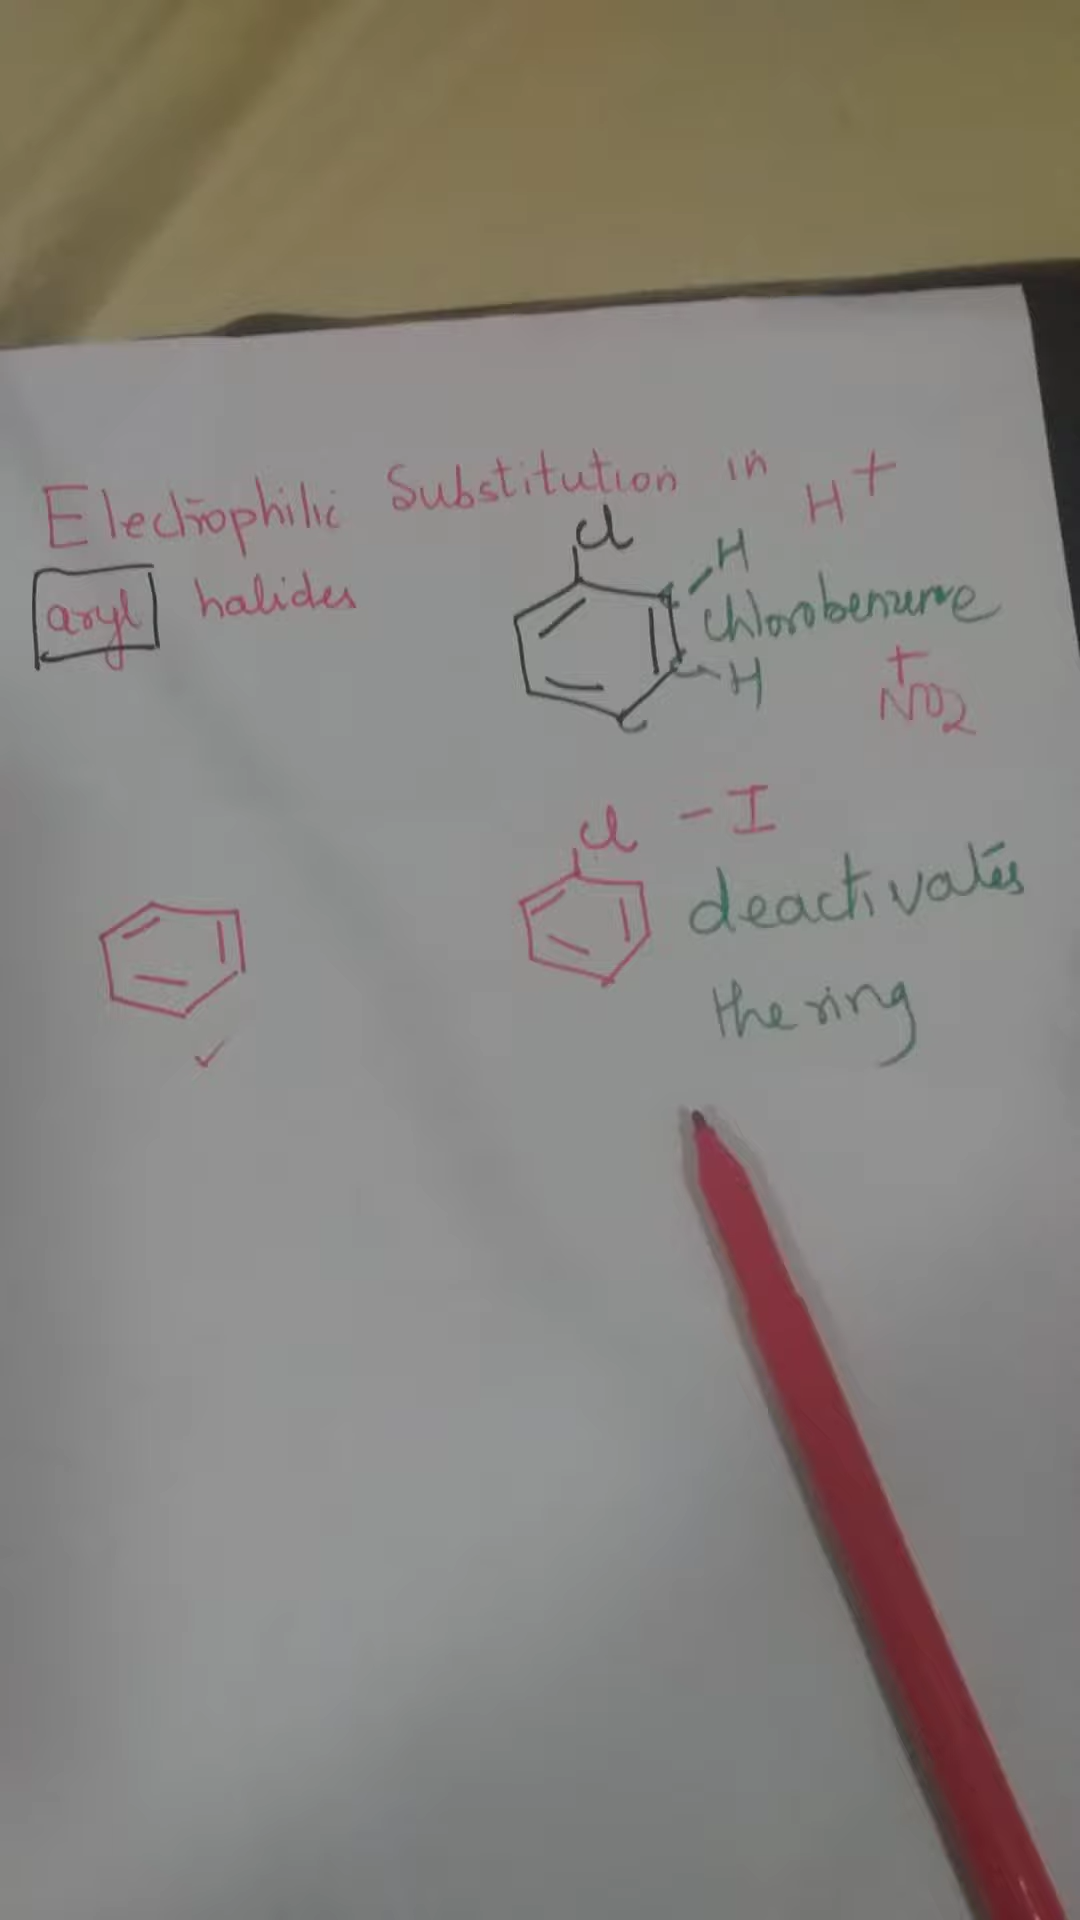 Electrophilic Substitution in
aryl halides
H+
Cl
H
C
chlorobenzene
C H
C
+
NO2
Cl - I
deactivates
the ring